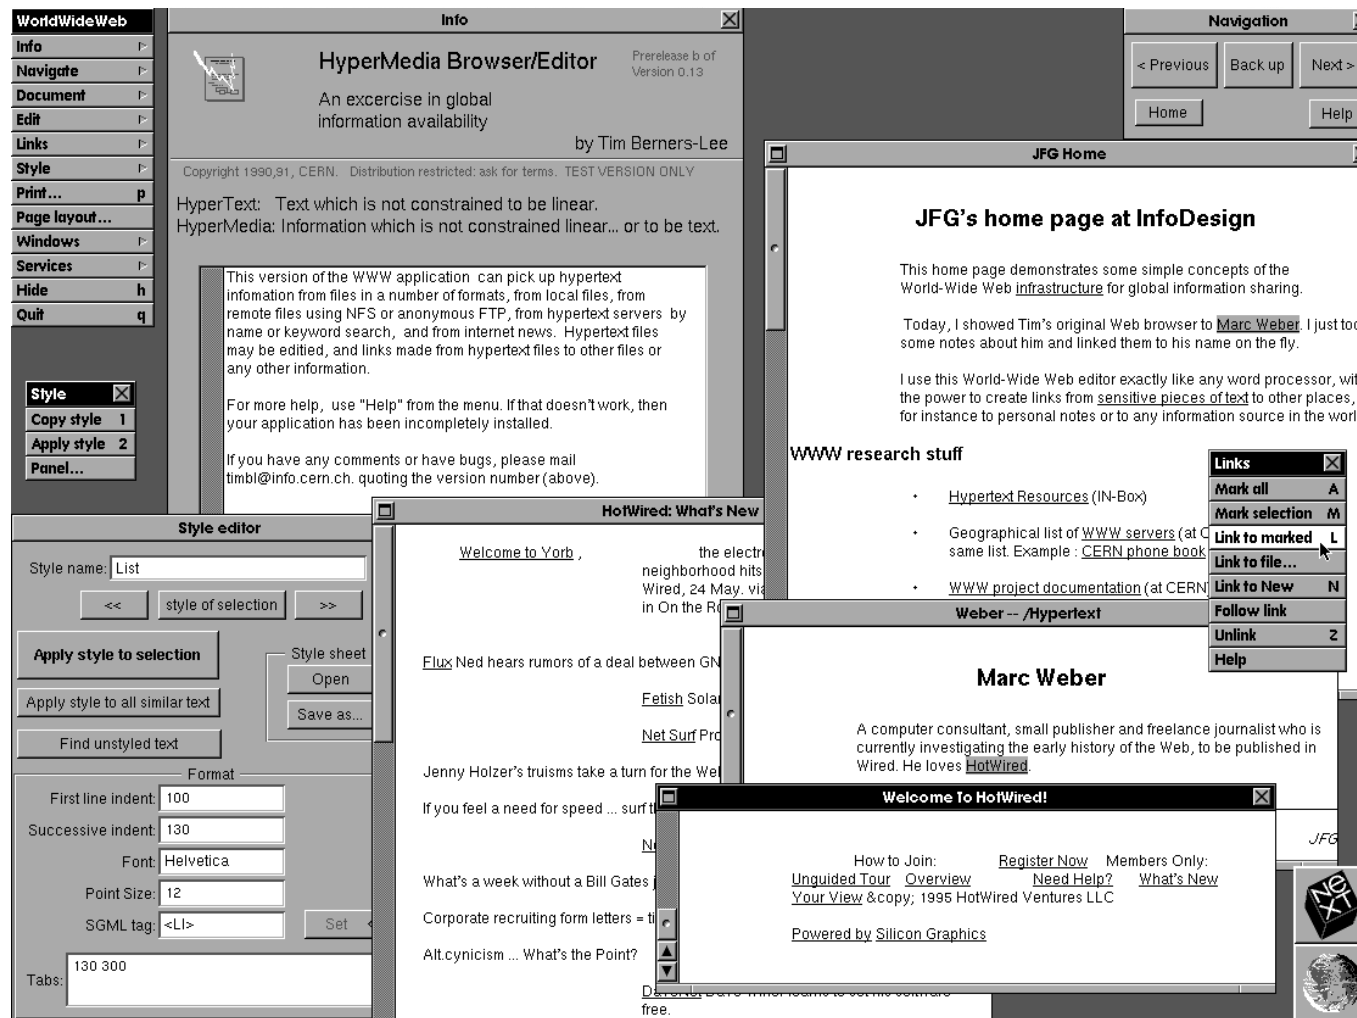 WorldWideWeb
Info
Navigate
Document
Edit
Links
Style
Print... p
Page layout...
Windows
Services
Hide h
Quit q
Style
Copy style 1
Apply style 2
Panel...
Info
HyperMedia Browser/Editor
Prerelease b of
Version 0.13
An excercise in global
information availability
by Tim Berners-Lee
Copyright 1990,91, CERN. Distribution restricted: ask for terms. TEST VERSION ONLY
HyperText: Text which is not constrained to be linear.
HyperMedia: Information which is not constrained linear... or to be text.
This version of the WWW application can pick up hypertext
infomation from files in a number of formats, from local files, from
remote files using NFS or anonymous FTP, from hypertext servers by
name or keyword search, and from internet news. Hypertext files
may be editied, and links made from hypertext files to other files or
any other information.
For more help, use "Help" from the menu. If that doesn't work, then
your application has been incompletely installed.
If you have any comments or have bugs, please mail
timbl@info.cern.ch. quoting the version number (above).
Navigation
< Previous Back up Next >
Home Help
JFG Home
JFG's home page at InfoDesign
This home page demonstrates some simple concepts of the
World-Wide Web infrastructure for global information sharing.
Today, I showed Tim's original Web browser to Marc Weber. I just
some notes about him and linked them to his name on the fly.
I use this World-Wide Web editor exactly like any word processor,
the power to create links from sensitive pieces of text to other places,
for instance to personal notes or to any information source in the
WWW research stuff
• Hypertext Resources (IN-Box)
• Geographical list of WWW servers (at
same list. Example : CERN phone book
• WWW project documentation (at CERN)
Links
Mark all A
Mark selection M
Link to marked L
Link to file...
Link to New N
Follow link
Unlink Z
Help
Style editor
Style name: List
<< style of selection >>
Apply style to selection
Apply style to all similar text
Find unstyled text
Style sheet
Open
Save as...
Format
First line indent: 100
Successive indent: 130
Font: Helvetica
Point Size: 12
SGML tag: <LI>
Set
Tabs: 130 300
HotWired: What's New
Welcome to Yorb , the
neighborhood hits
Wired, 24 May. via
in On the
Flux Ned hears rumors of a deal between
Fetish
Net Surf
Jenny Holzer's truisms take a turn for the
If you feel a need for speed ... surf
What's a week without a Bill Gates
Corporate recruiting form letters =
Alt.cynicism ... What's the Point?
free.
Weber -- /Hypertext
Marc Weber
A computer consultant, small publisher and freelance journalist who is
currently investigating the early history of the Web, to be published in
Wired. He loves HotWired.
JFG
Welcome To HotWired!
How to Join: Register Now Members Only:
Unguided Tour Overview Need Help? What's New
Your View &copy; 1995 HotWired Ventures LLC
Powered by Silicon Graphics
NeXT